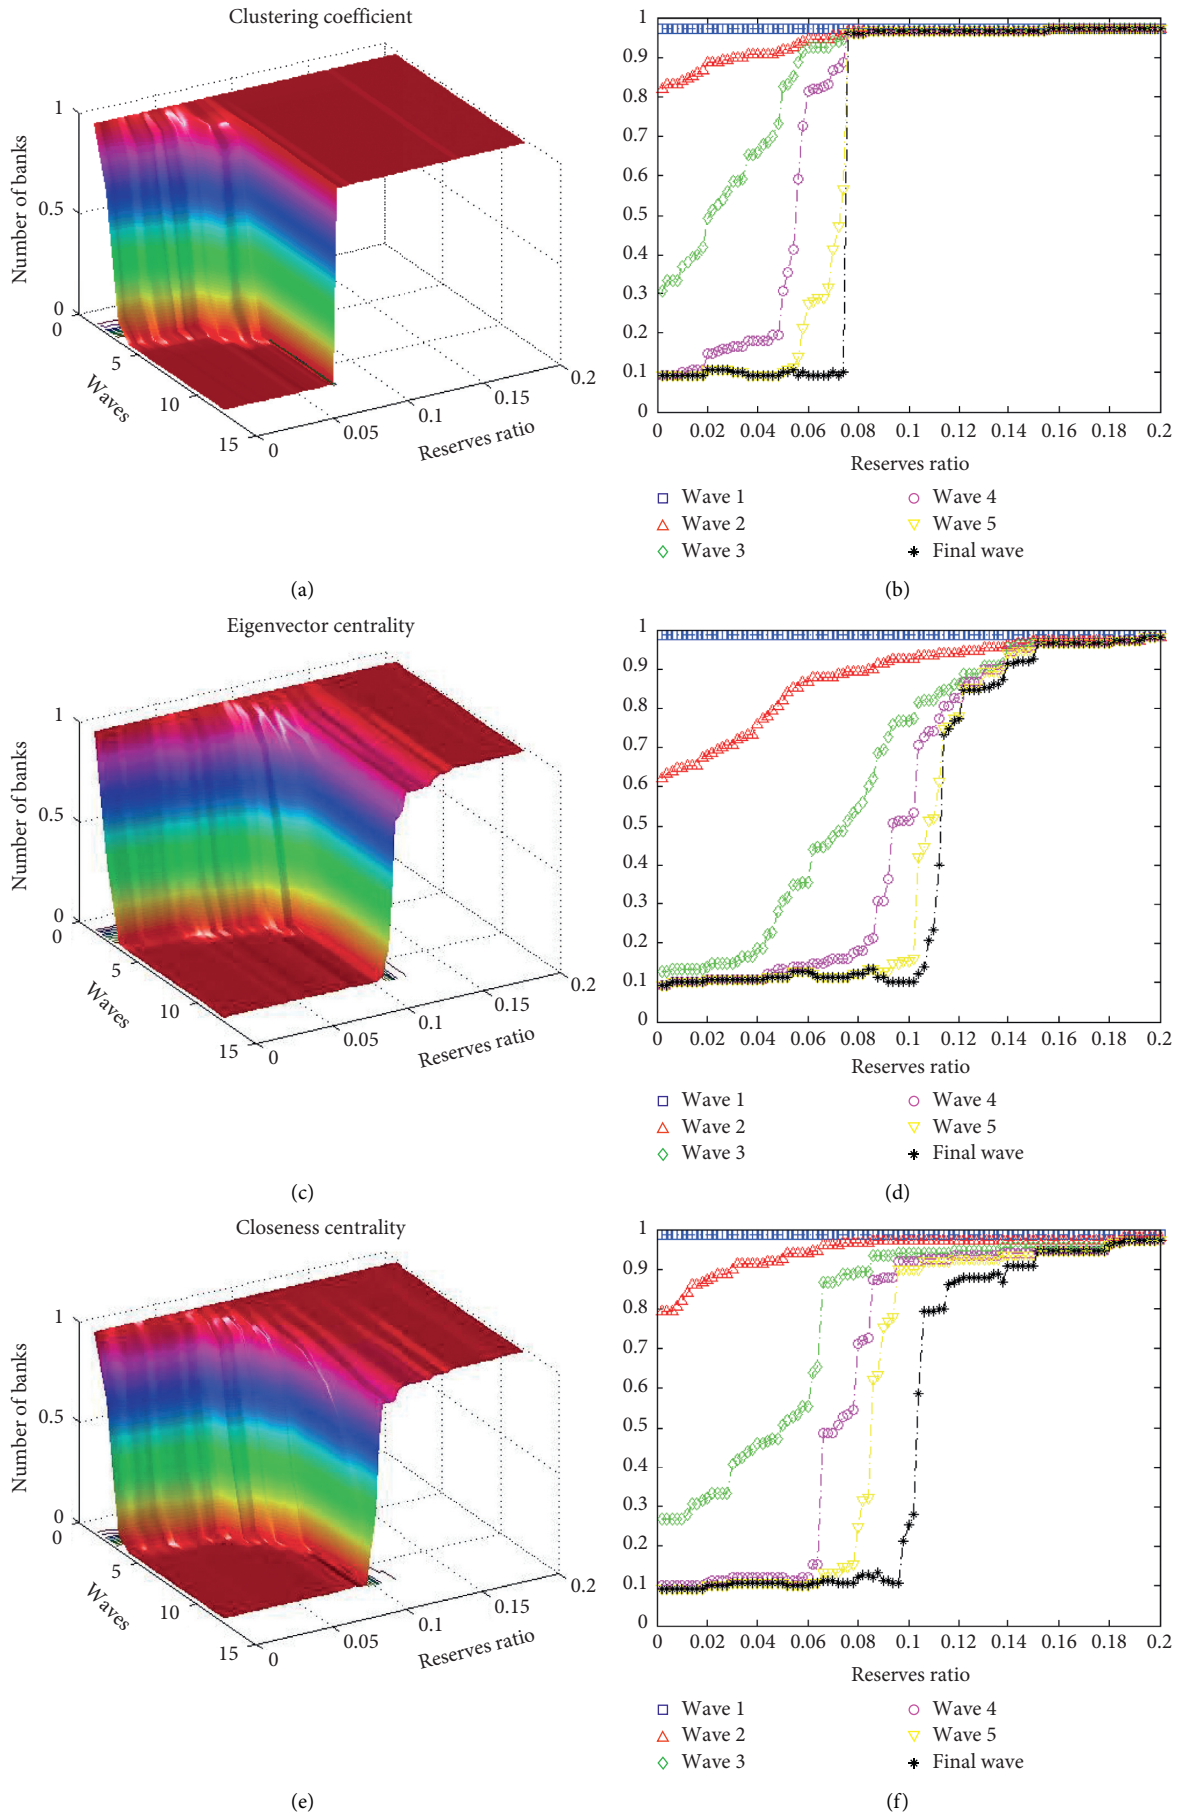 Clustering coefficient
1
0.5
0
Number of banks
0
5
10
15
Waves
0
0.05
0.1
0.15
0.2
Reserves ratio
(a)
1
0.9
0.8
0.7
0.6
0.5
0.4
0.3
0.2
0.1
0
0 0.02 0.04 0.06 0.08 0.1 0.12 0.14 0.16 0.18 0.2
Reserves ratio
Wave 1
Wave 2
Wave 3
Wave 4
Wave 5
Final wave
(b)
Eigenvector centrality
1
0.5
0
Number of banks
0
5
10
15
Waves
0
0.05
0.1
0.15
0.2
Reserves ratio
(c)
1
0.9
0.8
0.7
0.6
0.5
0.4
0.3
0.2
0.1
0
0 0.02 0.04 0.06 0.08 0.1 0.12 0.14 0.16 0.18 0.2
Reserves ratio
Wave 1
Wave 2
Wave 3
Wave 4
Wave 5
Final wave
(d)
Closeness centrality
1
0.5
0
Number of banks
0
5
10
15
Waves
0
0.05
0.1
0.15
0.2
Reserves ratio
(e)
1
0.9
0.8
0.7
0.6
0.5
0.4
0.3
0.2
0.1
0
0 0.02 0.04 0.06 0.08 0.1 0.12 0.14 0.16 0.18 0.2
Reserves ratio
Wave 1
Wave 2
Wave 3
Wave 4
Wave 5
Final wave
(f)